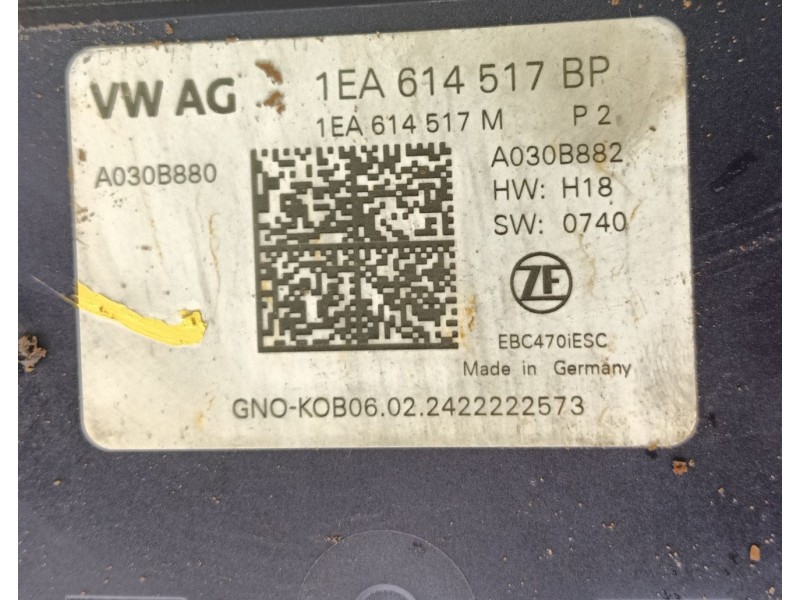 VW AG
1EA 614 517 BP
1EA 614 517 M P 2
A030B880
A030B882
HW: H18
SW: 0740
ZF
EBC470iESC
Made in Germany
GNO-KOB06.02.2422222573